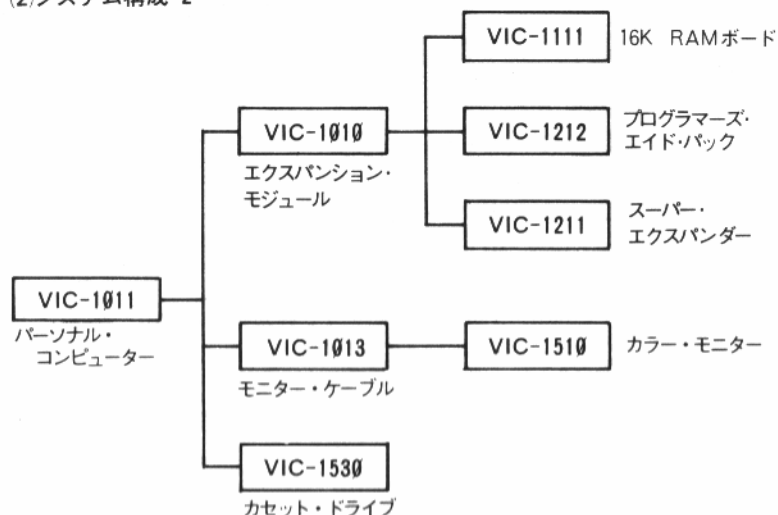 (2)システム構成-2
VIC-1111 16K RAMボード
VIC-1010
エクスパンション・
モジュール
VIC-1212 プログラマーズ・
エイド・パック
VIC-1211 スーパー・
エクスパンダー
VIC-1011
パーソナル・
コンピューター
VIC-1013
モニター・ケーブル
VIC-1510 カラー・モニター
VIC-1530
カセット・ドライブ